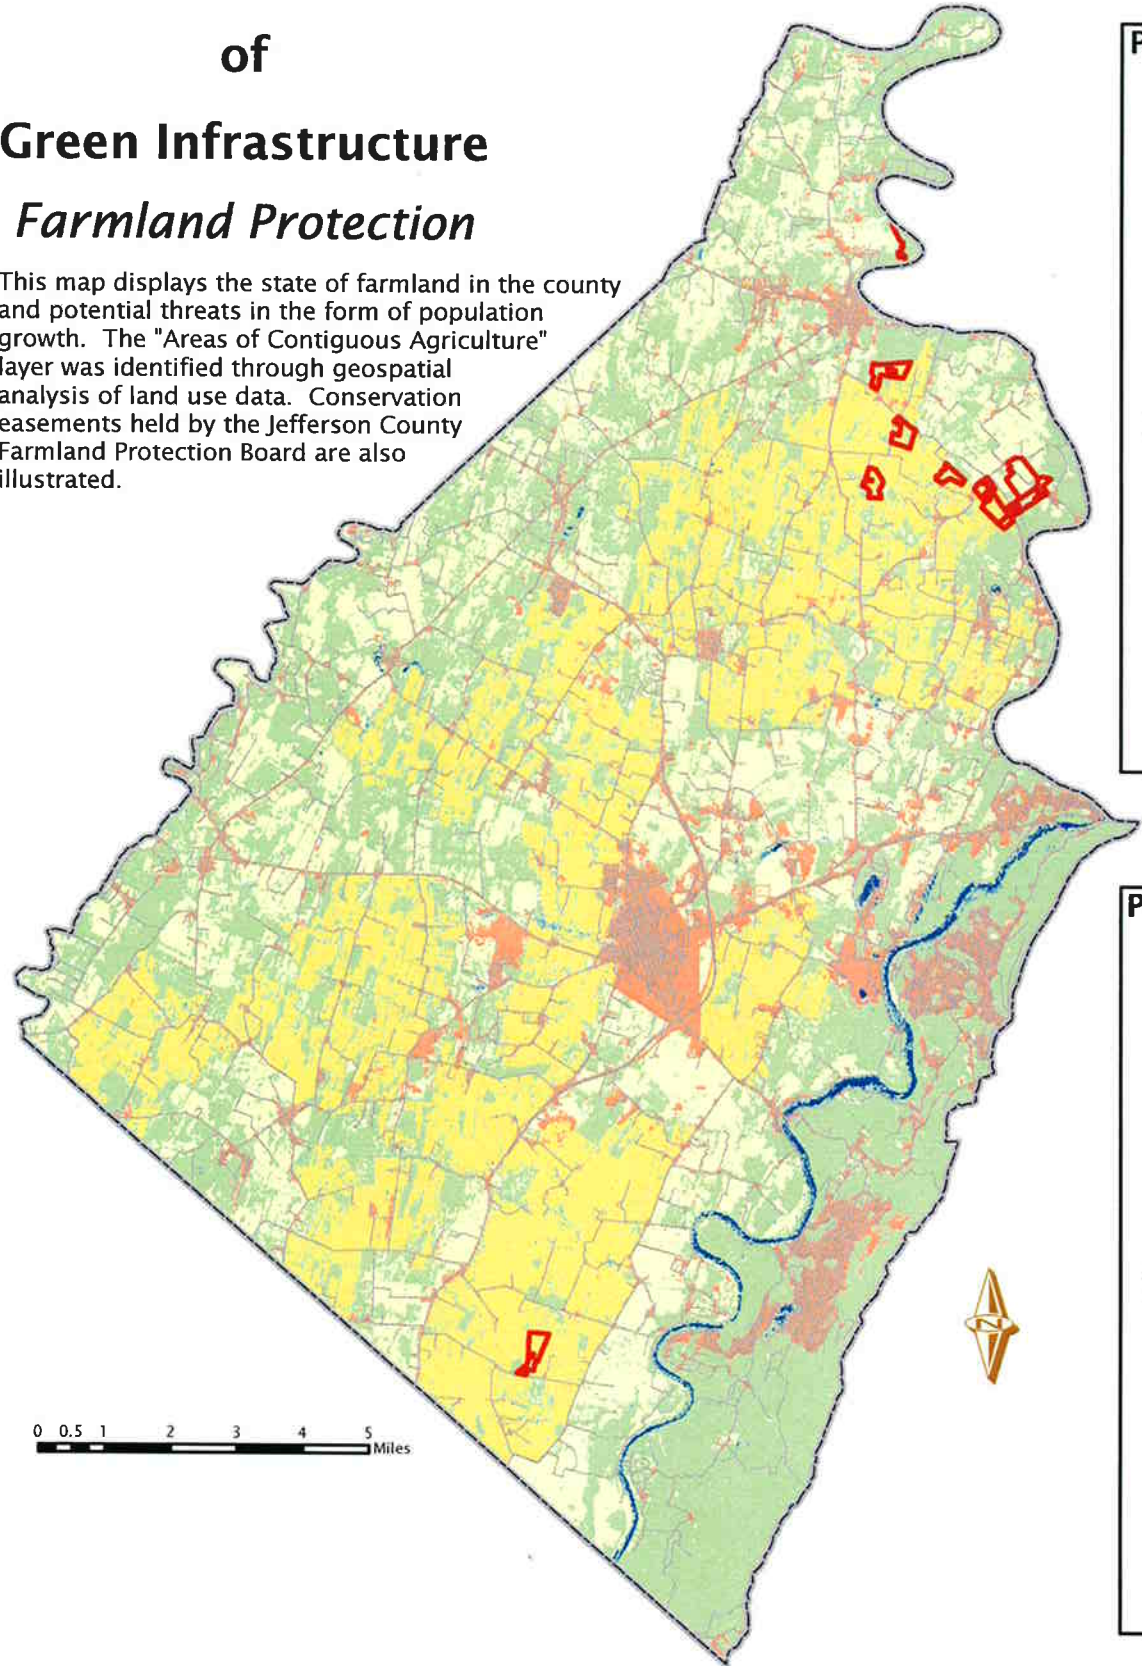 of
Green Infrastructure
Farmland Protection
This map displays the state of farmland in the county
and potential threats in the form of population
growth. The "Areas of Contiguous Agriculture"
layer was identified through geospatial
analysis of land use data. Conservation
easements held by the Jefferson County
Farmland Protection Board are also
illustrated.
P
P
N
0 0.5 1 2 3 4 5
Miles